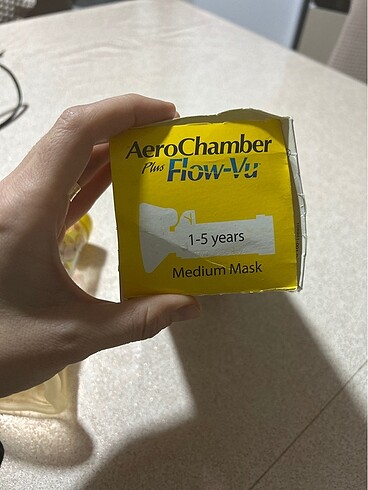 AeroChamber
Plus Flow-Vu
1-5 years
Medium Mask